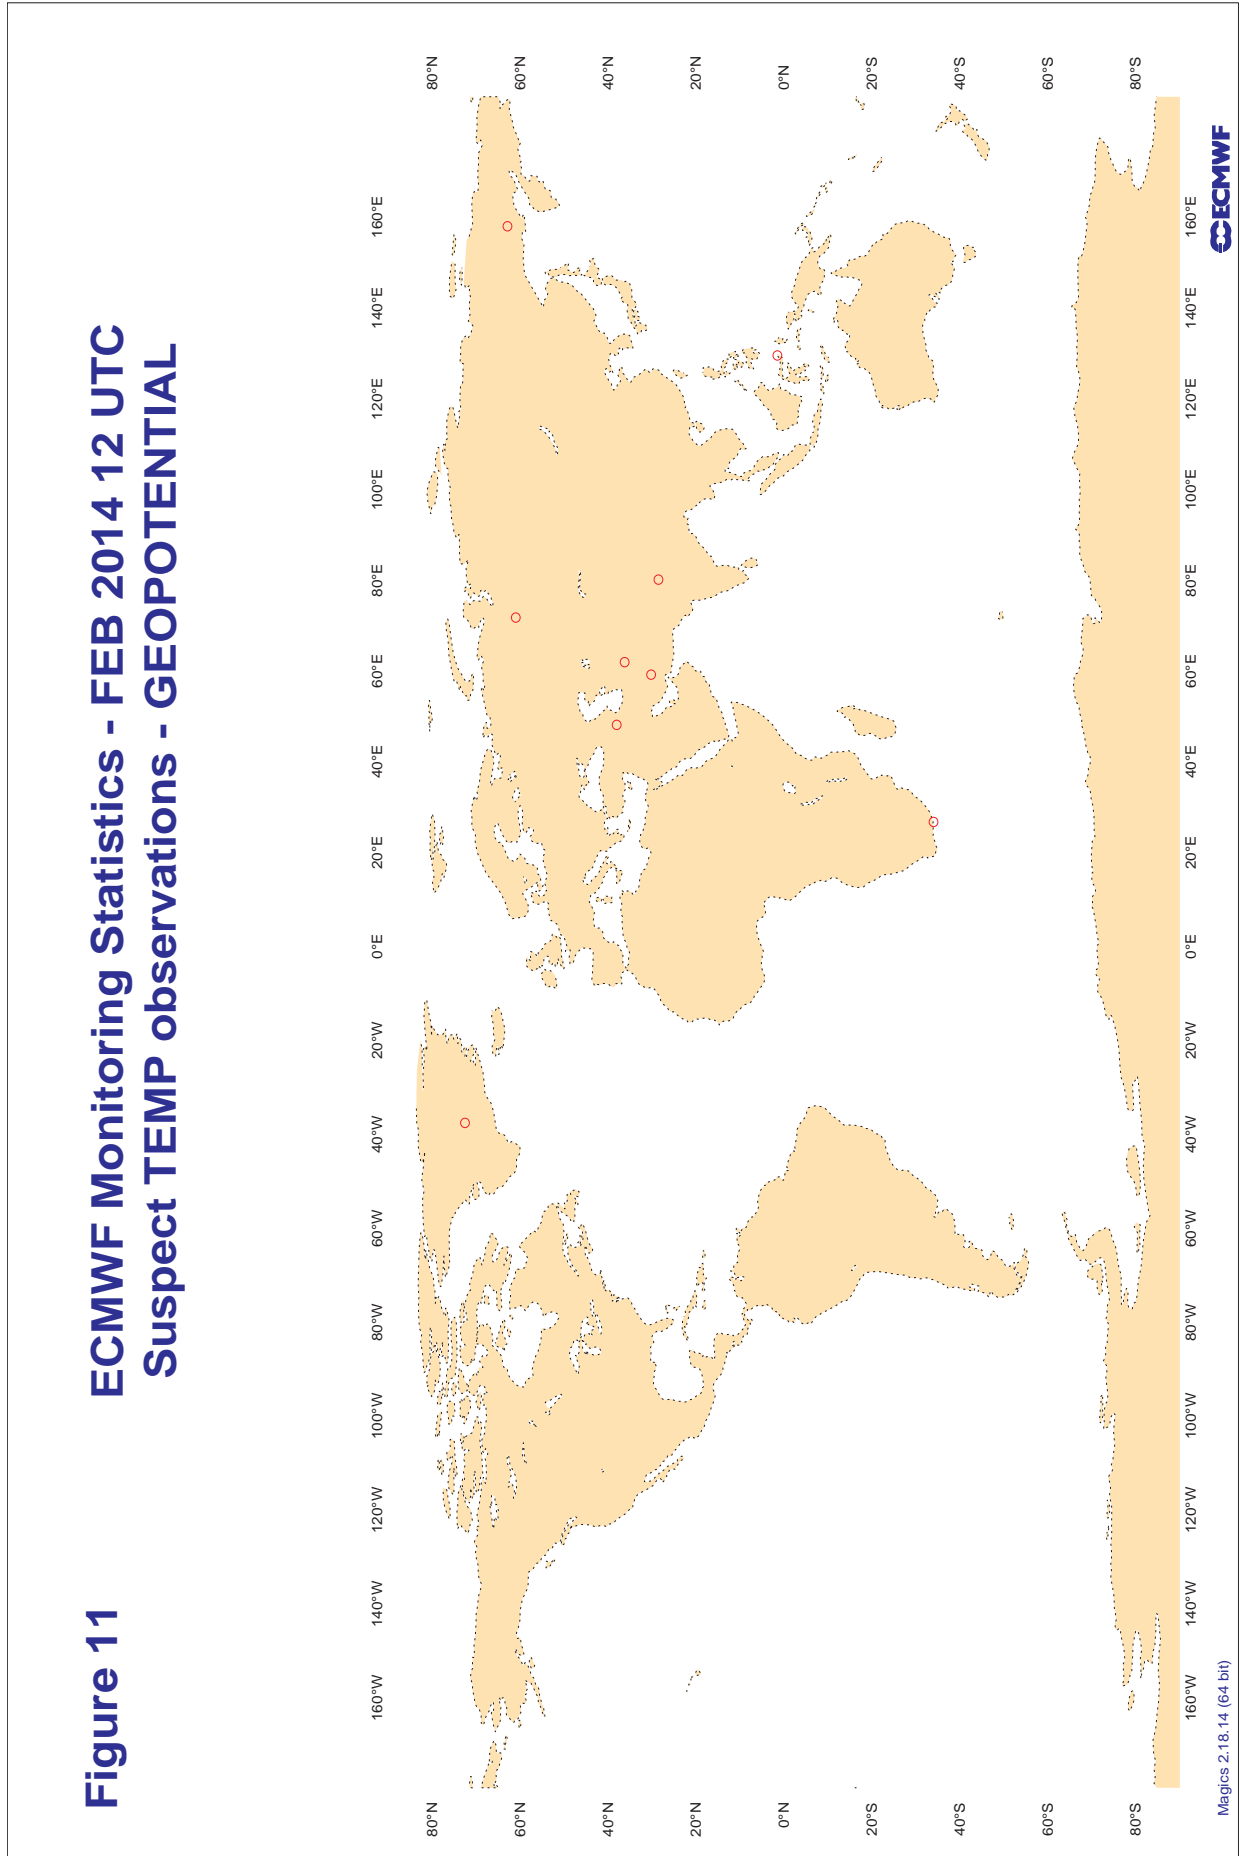 Figure 11
ECMWF Monitoring Statistics - FEB 2014 12 UTC
Suspect TEMP observations - GEOPOTENTIAL
160°W 140°W 120°W 100°W 80°W 60°W 40°W 20°W 0°E 20°E 40°E 60°E 80°E 100°E 120°E 140°E 160°E
80°N 80°N
60°N 60°N
40°N 40°N
20°N 20°N
0°N 0°N
20°S 20°S
40°S 40°S
60°S 60°S
80°S 80°S
160°W 140°W 120°W 100°W 80°W 60°W 40°W 20°W 0°E 20°E 40°E 60°E 80°E 100°E 120°E 140°E 160°E
Magics 2.18.14 (64 bit)
ECMWF